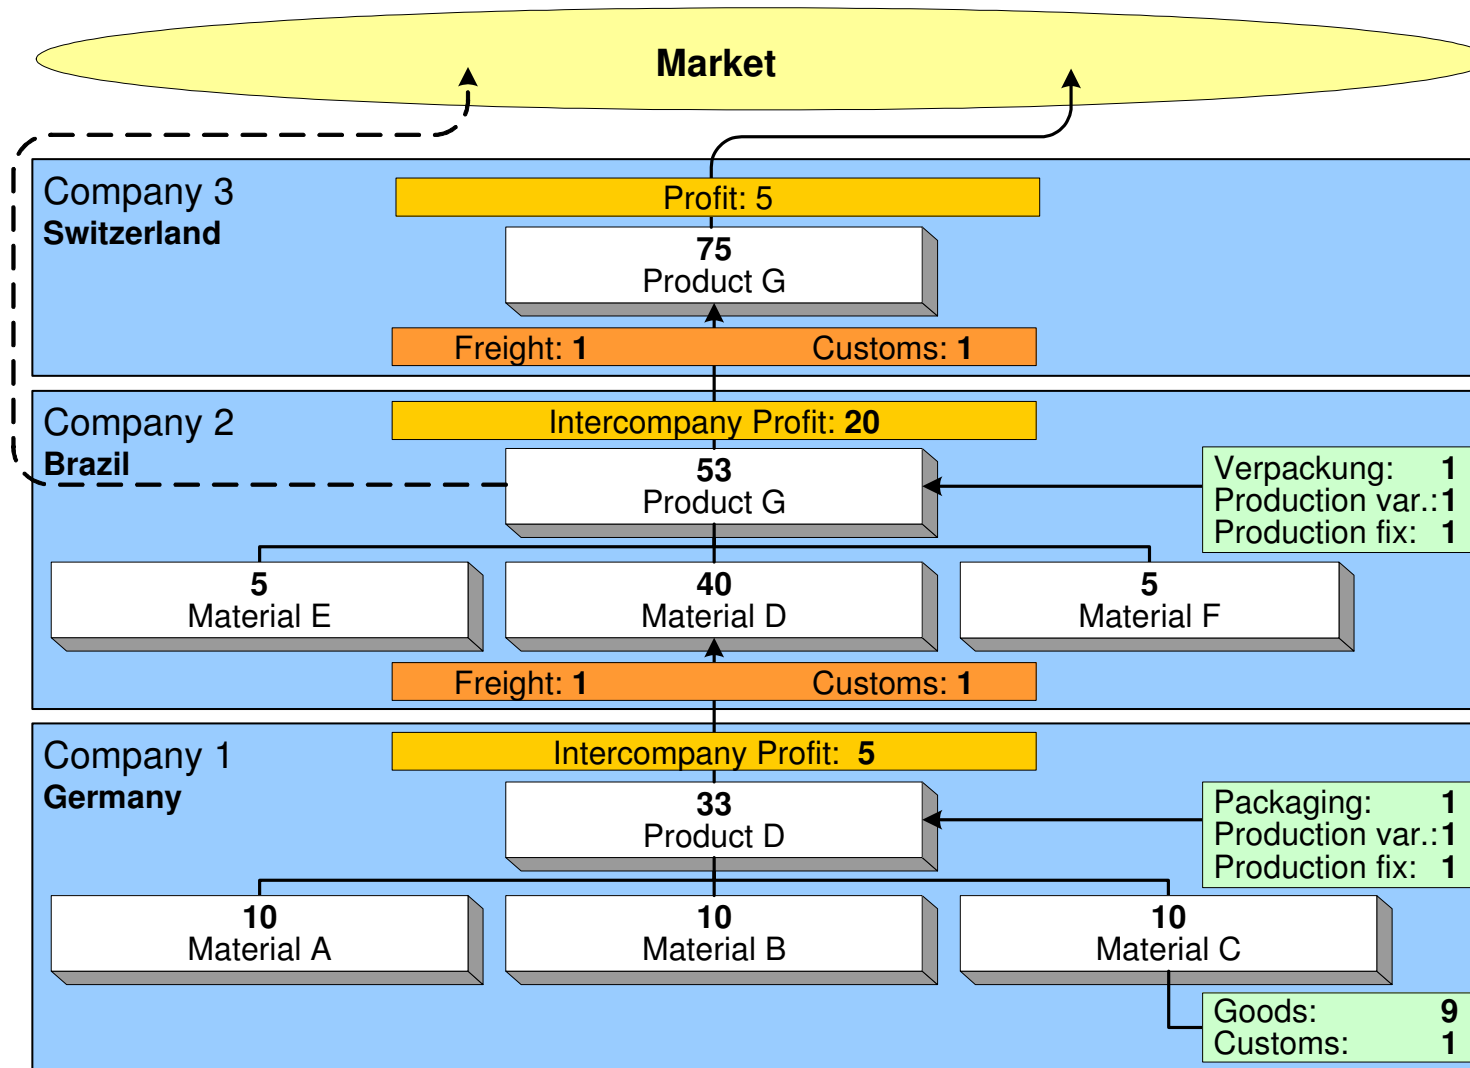 Market
Company 3
Switzerland
Profit: 5
75
Product G
Freight: 1 Customs: 1
Company 2
Brazil
Intercompany Profit: 20
53
Product G
Verpackung: 1
Production var.:1
Production fix: 1
5
Material E
40
Material D
5
Material F
Freight: 1 Customs: 1
Company 1
Germany
Intercompany Profit: 5
33
Product D
Packaging: 1
Production var.:1
Production fix: 1
10
Material A
10
Material B
10
Material C
Goods: 9
Customs: 1